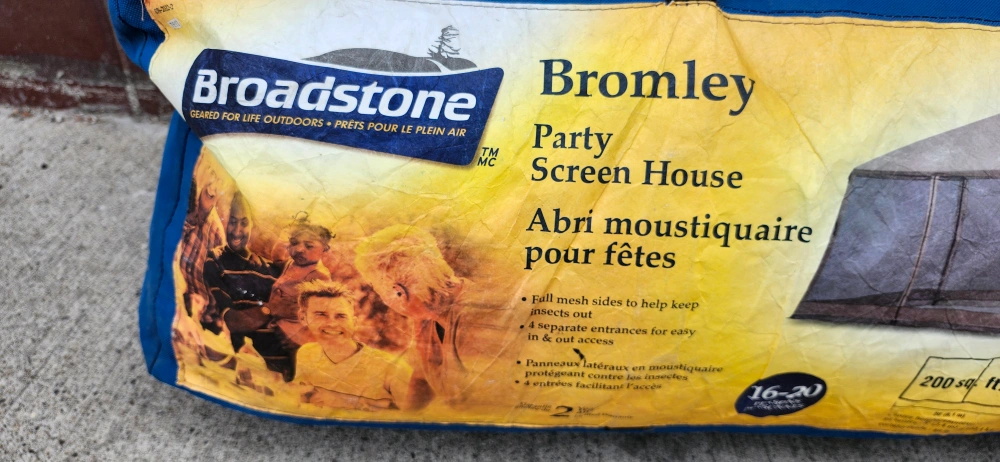 Broadstone
GEARED FOR LIFE OUTDOORS • PRÊTS POUR LE PLEIN AIR
TM
MC
Bromley
Party
Screen House
Abri moustiquaire
pour fêtes
• Full mesh sides to help keep
insects out
• 4 separate entrances for easy
in & out access
• Panneaux latéraux en moustiquaire
protégeant contre les insectes
• 4 entrées facilitant l'accès
2
16-20
200 sq. ft.